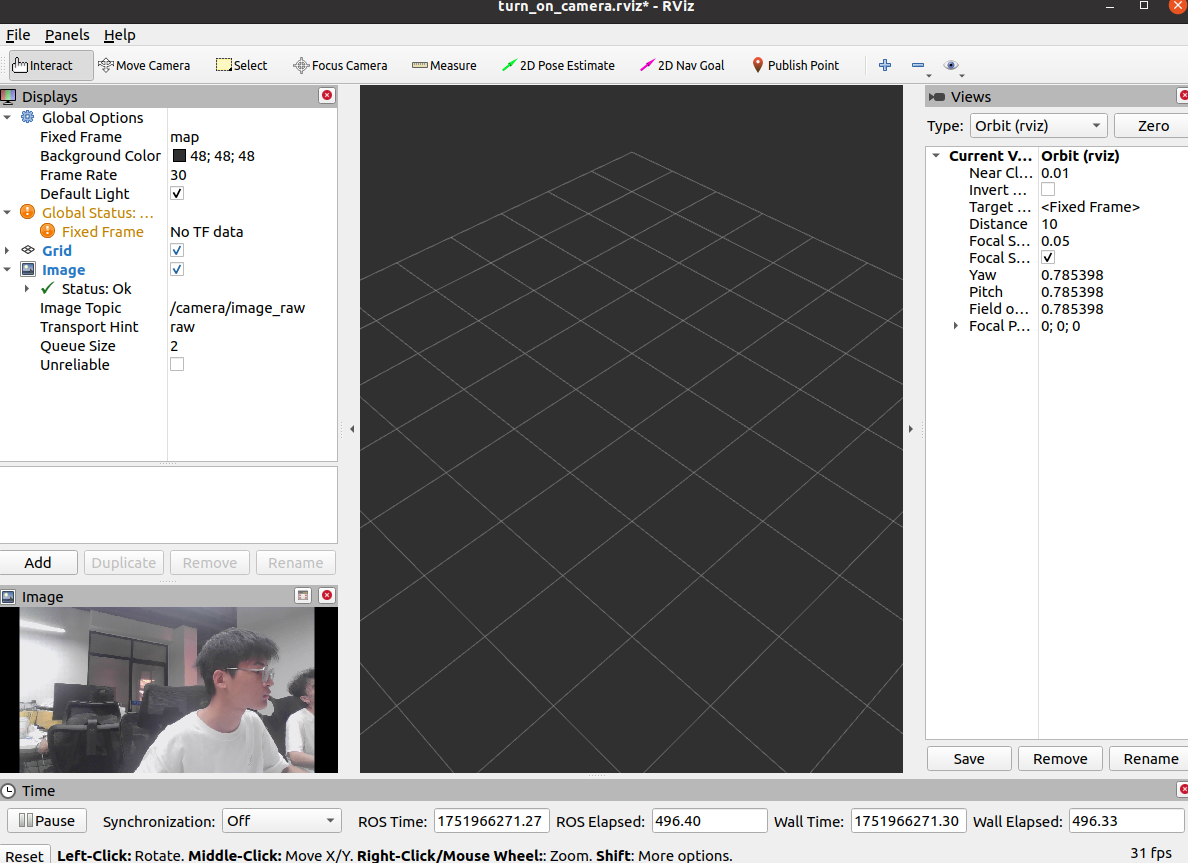 turn_on_camera.rviz* - RViz
File Panels Help
Interact Move Camera Select Focus Camera Measure 2D Pose Estimate 2D Nav Goal Publish Point
Displays
Global Options
Fixed Frame map
Background Color 48; 48; 48
Frame Rate 30
Default Light
Global Status: ...
Fixed Frame No TF data
Grid
Image
Status: Ok
Image Topic /camera/image_raw
Transport Hint raw
Queue Size 2
Unreliable
Add Duplicate Remove Rename
Image
Views
Type: Orbit (rviz) Zero
Current V... Orbit (rviz)
Near Cl... 0.01
Invert ...
Target ... <Fixed Frame>
Distance 10
Focal S... 0.05
Focal S...
Yaw 0.785398
Pitch 0.785398
Field o... 0.785398
Focal P... 0; 0; 0
Save Remove Rename
Time
Pause Synchronization: Off ROS Time: 1751966271.27 ROS Elapsed: 496.40 Wall Time: 1751966271.30 Wall Elapsed: 496.33
Reset Left-Click: Rotate. Middle-Click: Move X/Y. Right-Click/Mouse Wheel:: Zoom. Shift: More options. 31 fps